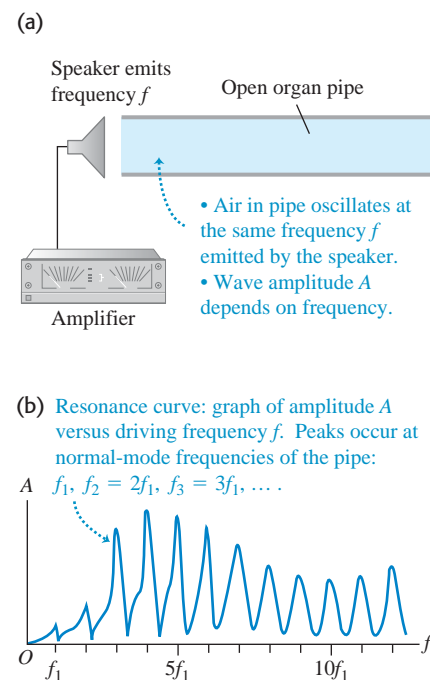 (a)
Speaker emits
frequency f
Open organ pipe
• Air in pipe oscillates at
the same frequency f
emitted by the speaker.
• Wave amplitude A
depends on frequency.
Amplifier
(b) Resonance curve: graph of amplitude A
versus driving frequency f. Peaks occur at
normal-mode frequencies of the pipe:
f₁, f₂ = 2f₁, f₃ = 3f₁, ... .
A
O
f
f₁ 5f₁ 10f₁